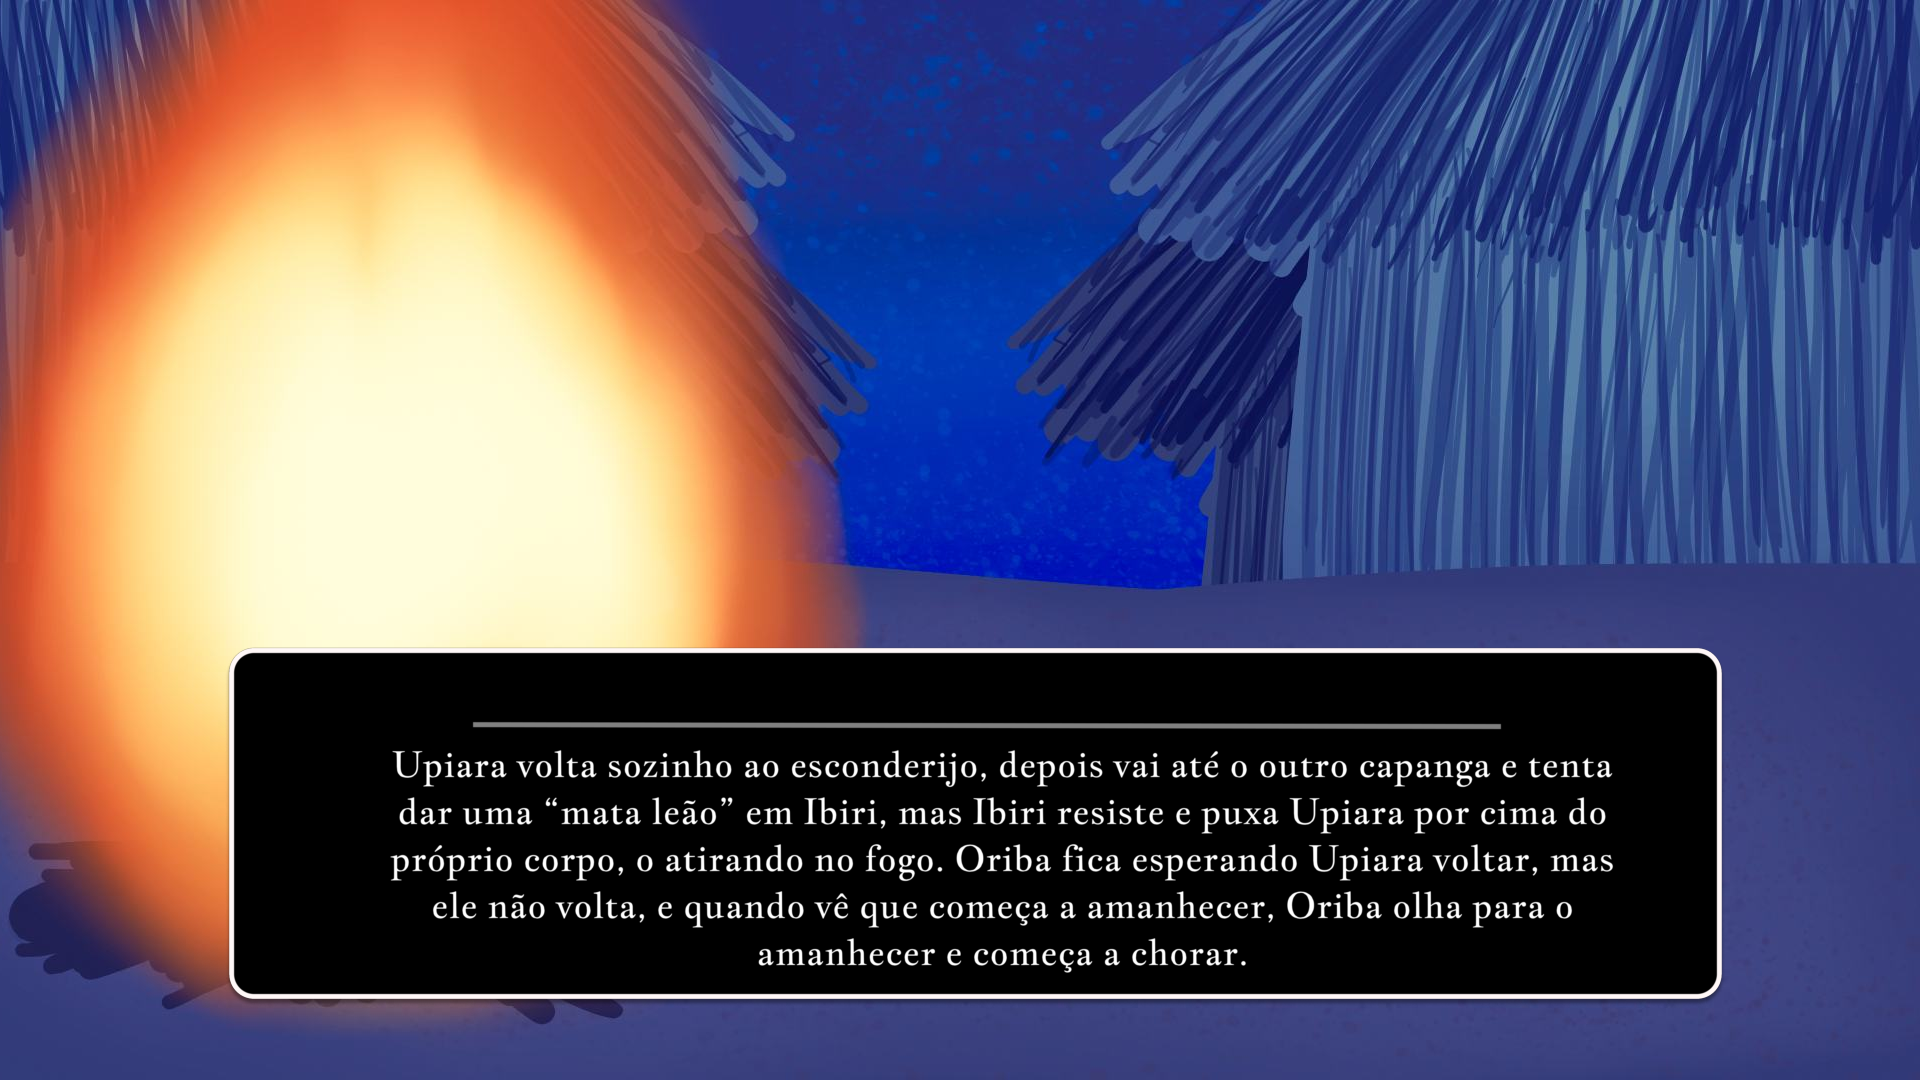 Upiara volta sozinho ao esconderijo, depois vai até o outro capanga e tenta
dar uma “mata leão” em Ibiri, mas Ibiri resiste e puxa Upiara por cima do
próprio corpo, o atirando no fogo. Oriba fica esperando Upiara voltar, mas
ele não volta, e quando vê que começa a amanhecer, Oriba olha para o
amanhecer e começa a chorar.